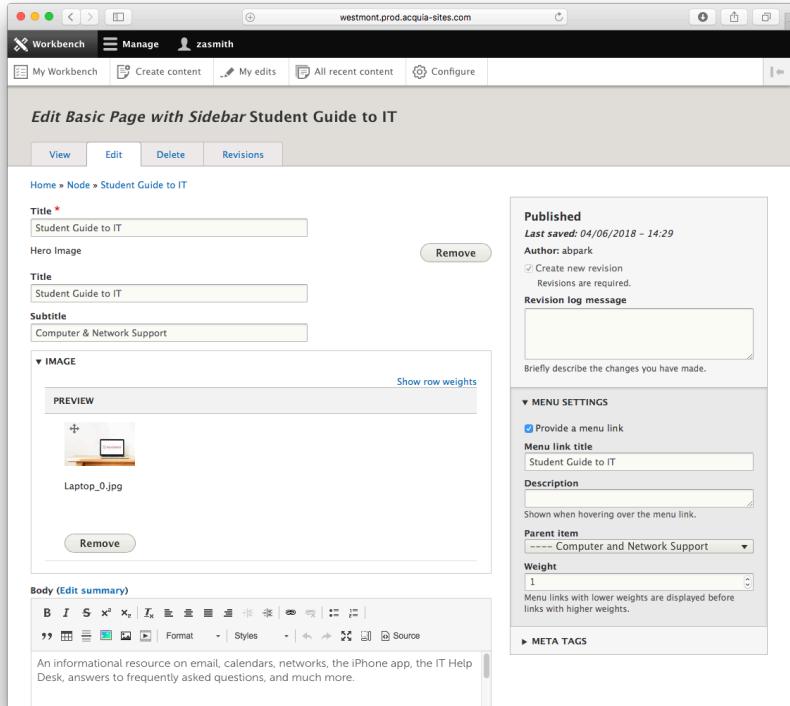 westmont.prod.acquia-sites.com
Workbench Manage zasmith
My Workbench Create content My edits All recent content Configure
Edit Basic Page with Sidebar Student Guide to IT
View Edit Delete Revisions
Home » Node » Student Guide to IT
Title *
Student Guide to IT
Hero Image
Remove
Title
Student Guide to IT
Subtitle
Computer & Network Support
IMAGE
Show row weights
PREVIEW
Laptop_0.jpg
Remove
Body (Edit summary)
B I S x² x₂ Ix
Format Styles Source
An informational resource on email, calendars, networks, the iPhone app, the IT Help
Desk, answers to frequently asked questions, and much more.
Published
Last saved: 04/06/2018 - 14:29
Author: abpark
Create new revision
Revisions are required.
Revision log message
Briefly describe the changes you have made.
MENU SETTINGS
Provide a menu link
Menu link title
Student Guide to IT
Description
Shown when hovering over the menu link.
Parent item
---- Computer and Network Support
Weight
1
Menu links with lower weights are displayed before
links with higher weights.
META TAGS